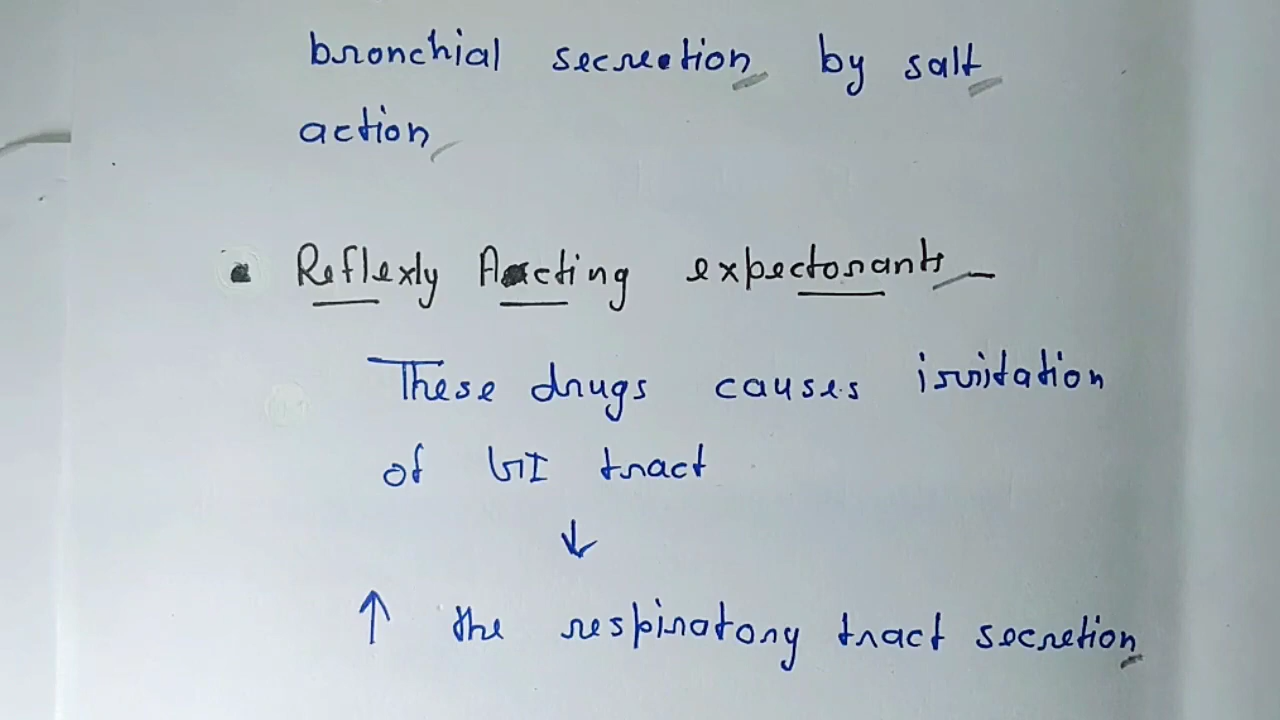 bronchial secretion by salt
action
• Reflexly Acting expectorants
These drugs causes irritation
of GI tract
↓
↑ the respiratory tract secretion